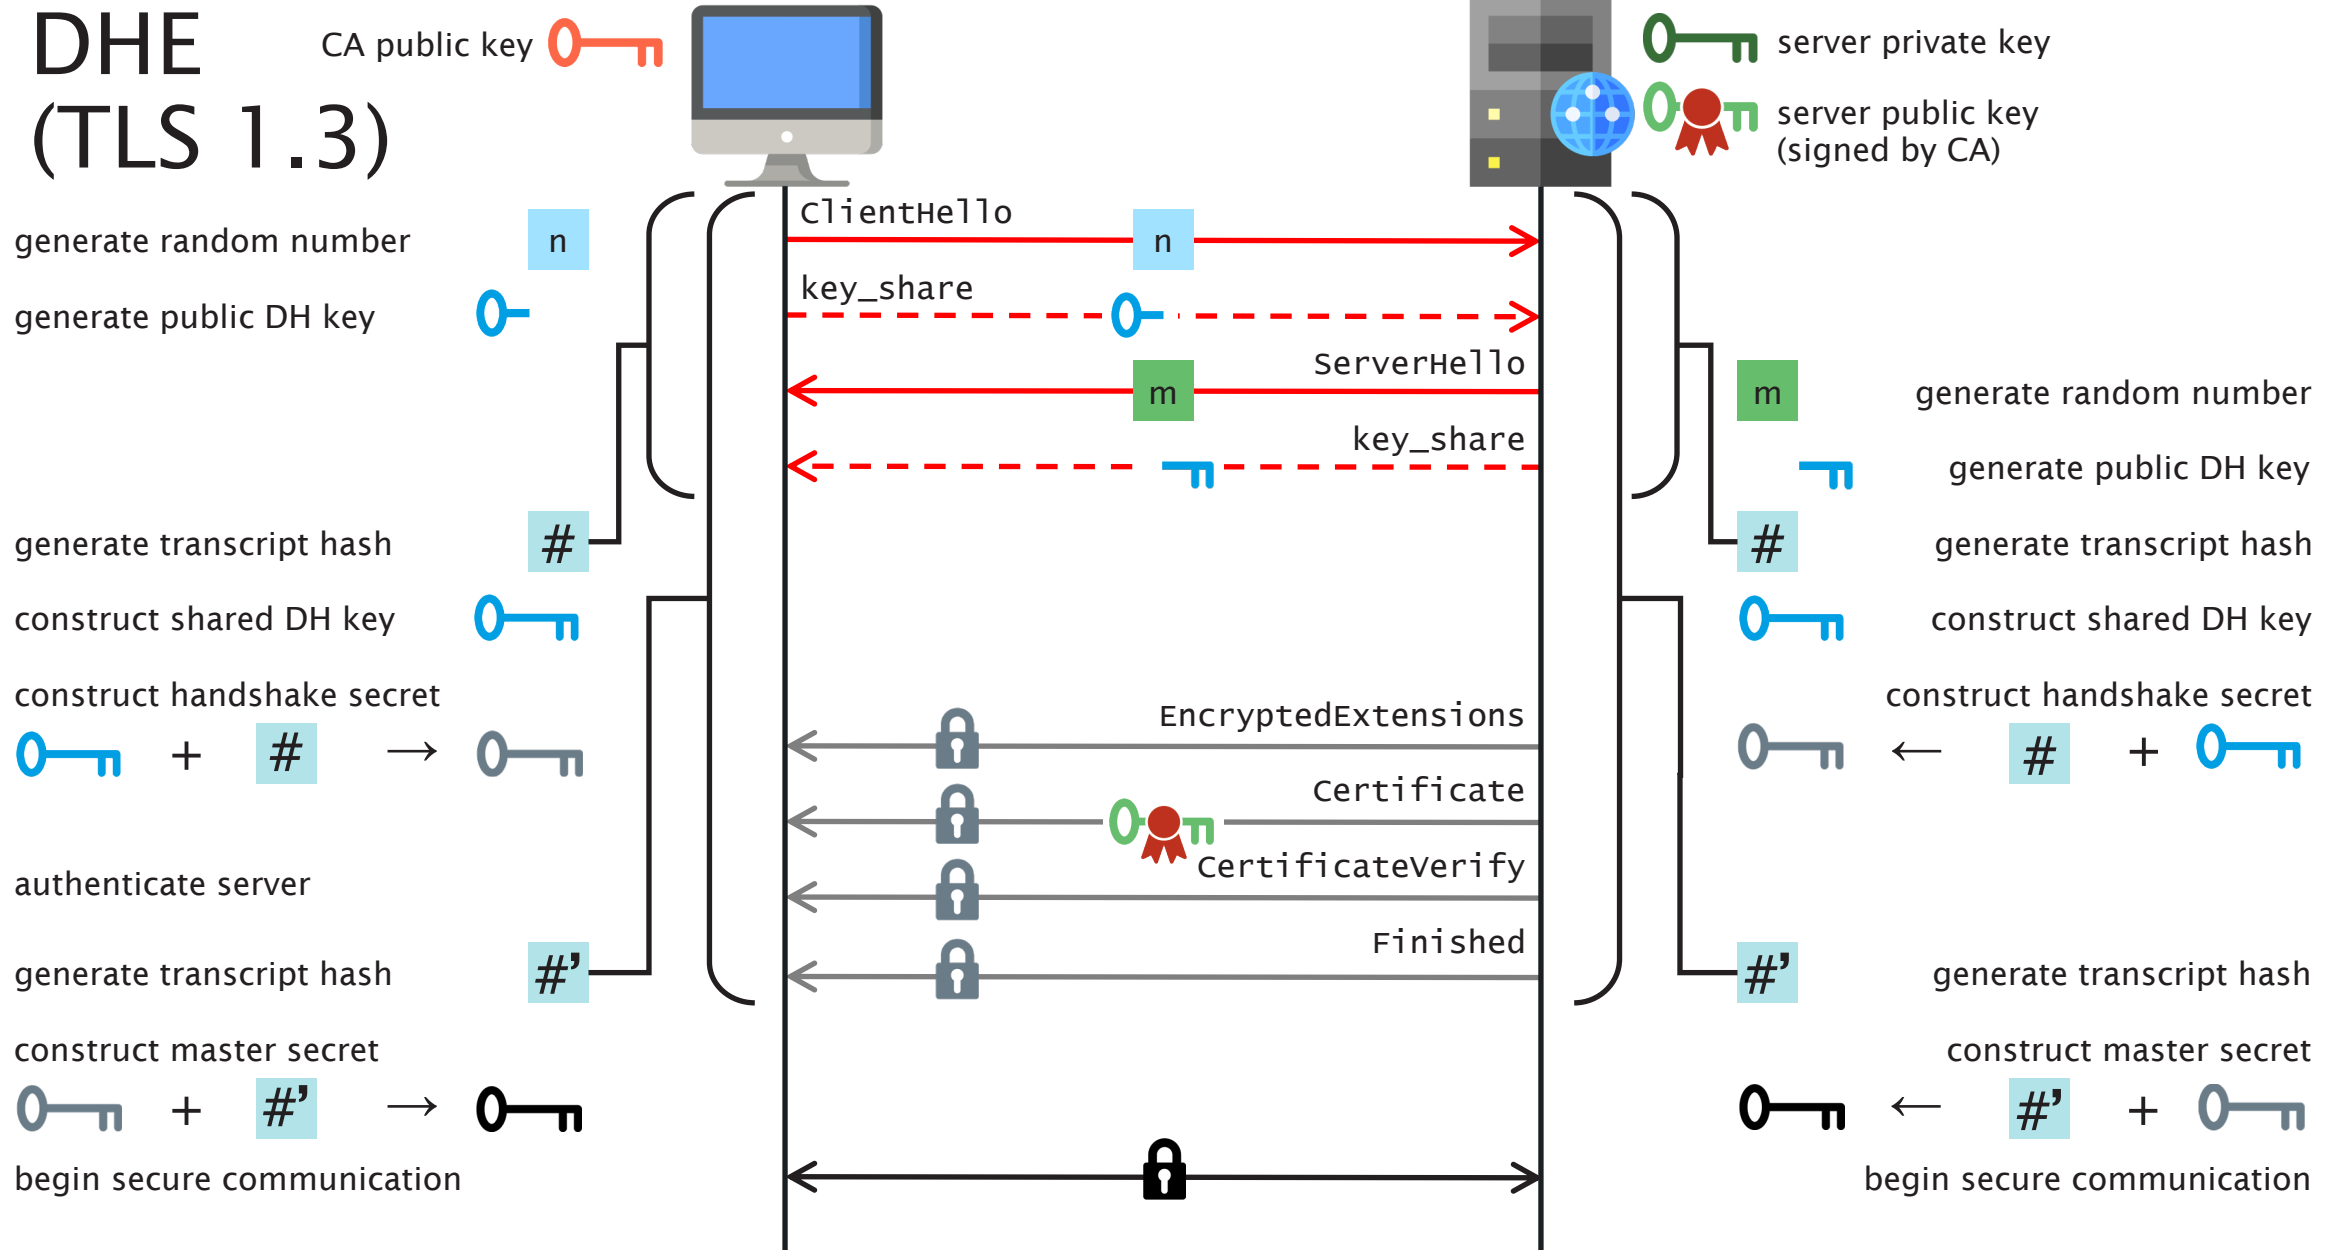 DHE
(TLS 1.3)
CA public key
server private key
server public key
(signed by CA)
ClientHello
generate random number
n
n
key_share
generate public DH key
ServerHello
m
m
generate random number
key_share
generate public DH key
generate transcript hash
#
#
generate transcript hash
construct shared DH key
construct shared DH key
construct handshake secret
construct handshake secret
+ # →
← # +
EncryptedExtensions
Certificate
CertificateVerify
authenticate server
Finished
generate transcript hash
#’
#’
generate transcript hash
construct master secret
construct master secret
+ #’ →
← #’ +
begin secure communication
begin secure communication